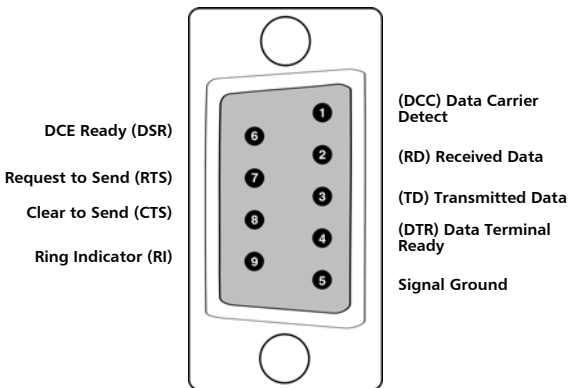 (DCC) Data Carrier
Detect
DCE Ready (DSR)
1
6
2
(RD) Received Data
Request to Send (RTS)
7
3
(TD) Transmitted Data
Clear to Send (CTS)
8
(DTR) Data Terminal
Ready
4
Ring Indicator (RI)
9
5
Signal Ground